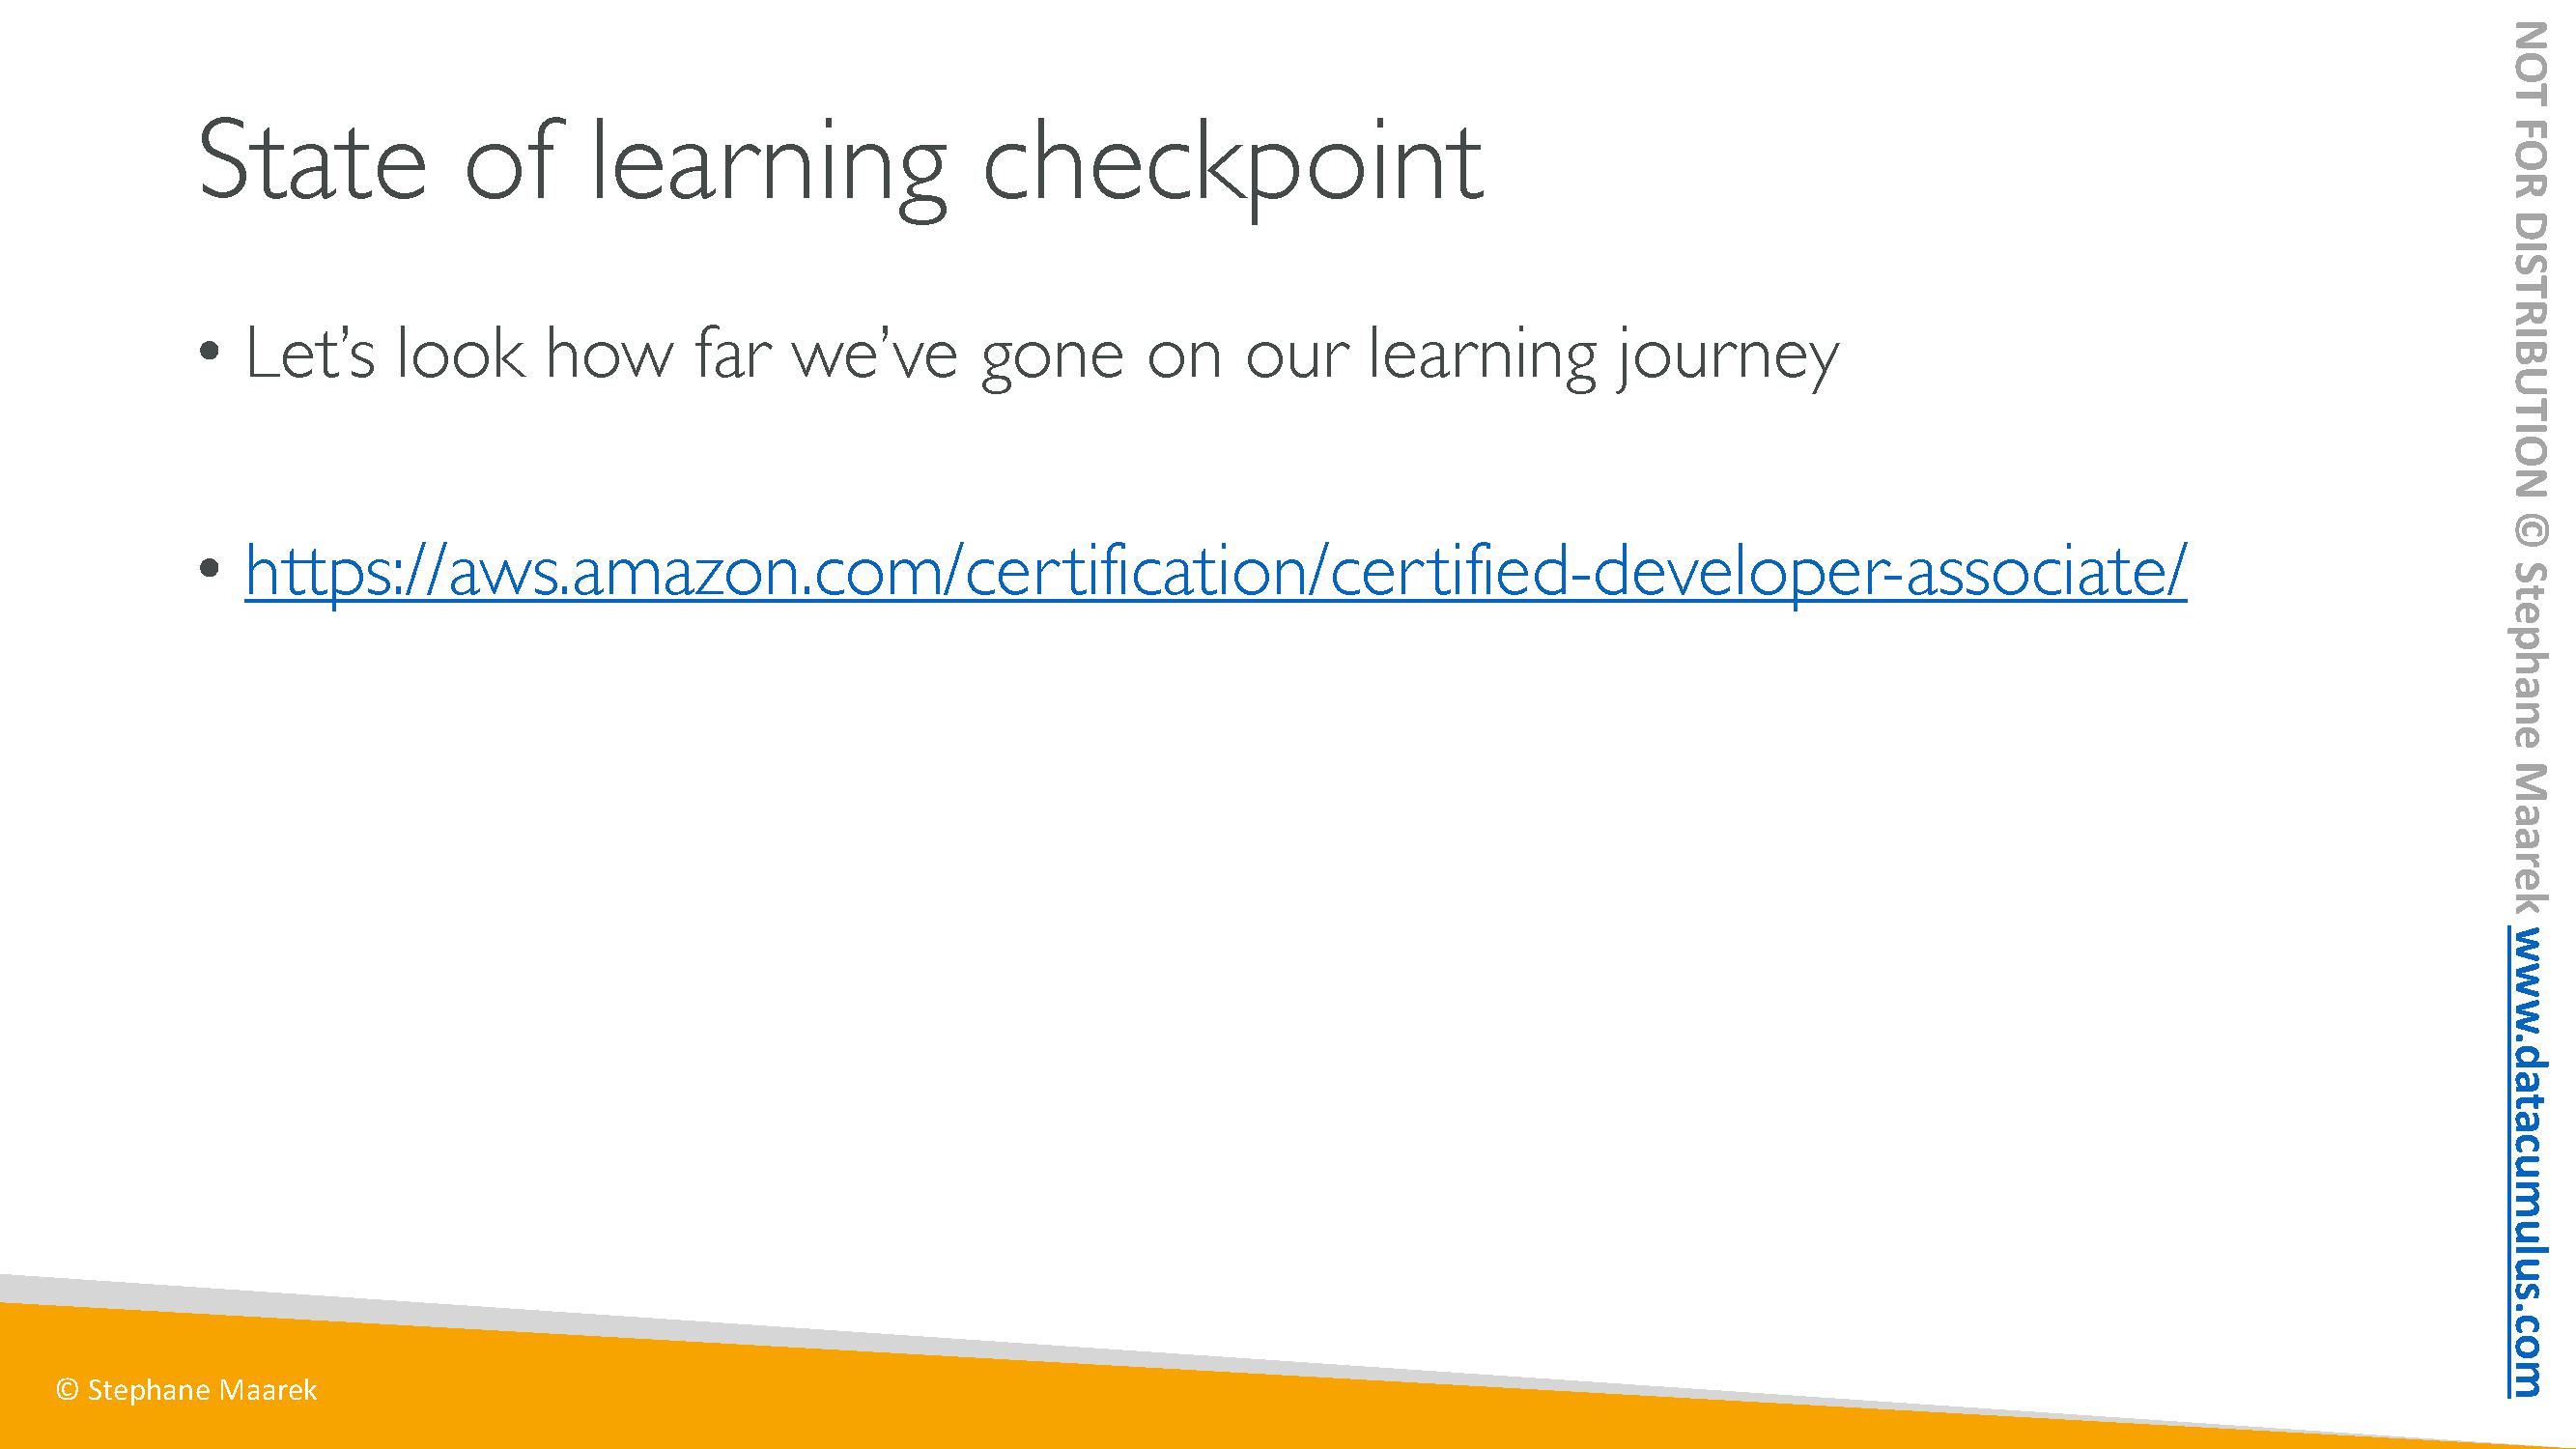 State of learning checkpoint
• Let’s look how far we’ve gone on our learning journey
• https://aws.amazon.com/certification/certified-developer-associate/
© Stephane Maarek
NOT FOR DISTRIBUTION © Stephane Maarek www.datacumulus.com